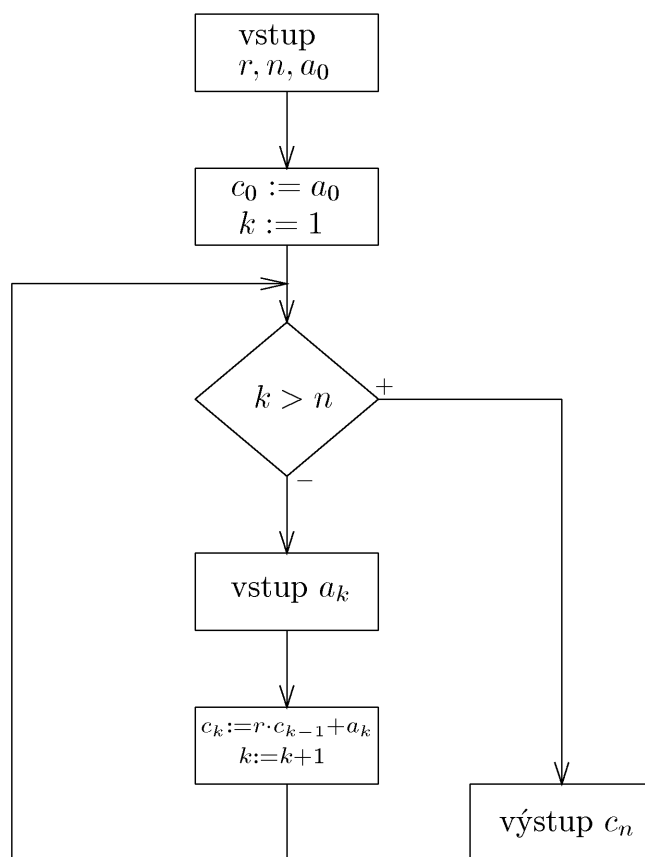 vstup
r, n, a₀
c₀ := a₀
k := 1
k > n
+
−
vstup aₖ
cₖ:=r·cₖ₋₁+aₖ
k:=k+1
výstup cₙ